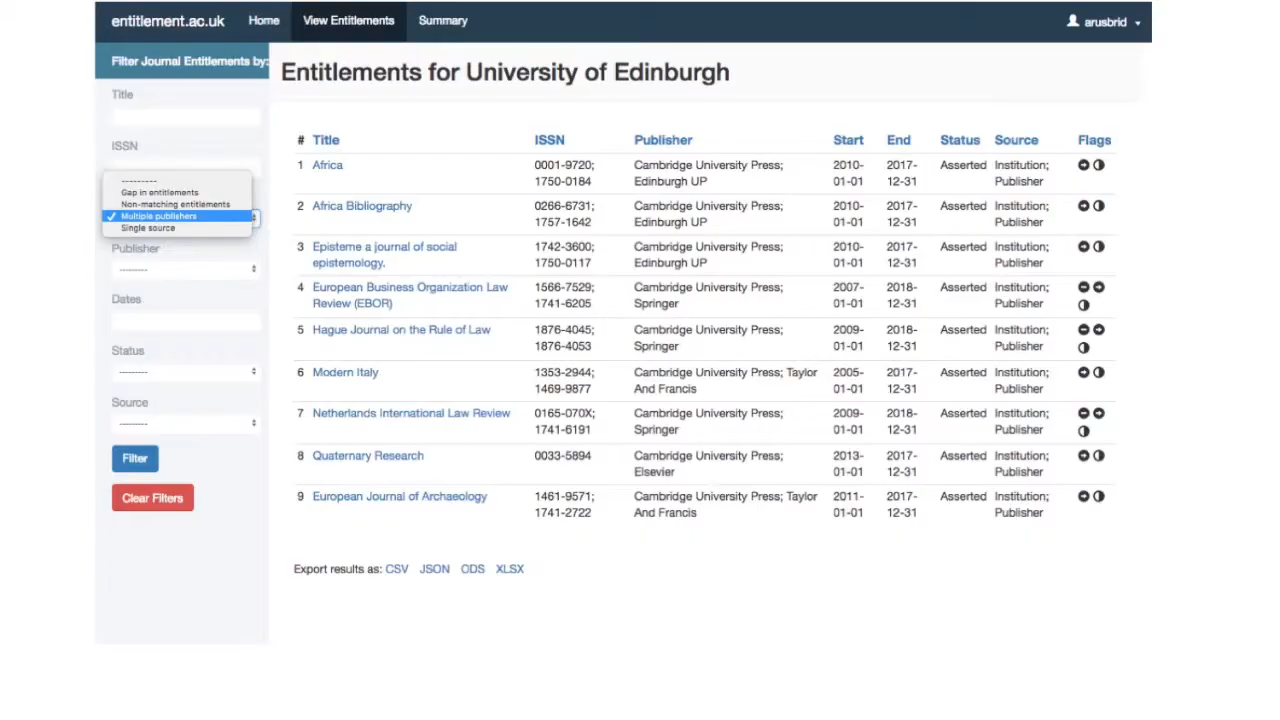 entitlement.ac.uk Home View Entitlements Summary arusbrid
Filter Journal Entitlements by:
Title
ISSN
---------
Gap in entitlements
Non-matching entitlements
✓ Multiple publishers
Single source
Publisher
---------
Dates
Status
---------
Source
---------
Filter
Clear Filters
Entitlements for University of Edinburgh
# Title ISSN Publisher Start End Status Source Flags
1 Africa 0001-9720; Cambridge University Press; 2010- 2017- Asserted Institution;
1750-0184 Edinburgh UP 01-01 12-31 Publisher
2 Africa Bibliography 0266-6731; Cambridge University Press; 2010- 2017- Asserted Institution;
1757-1642 Edinburgh UP 01-01 12-31 Publisher
3 Episteme a journal of social 1742-3600; Cambridge University Press; 2010- 2017- Asserted Institution;
epistemology. 1750-0117 Edinburgh UP 01-01 12-31 Publisher
4 European Business Organization Law 1566-7529; Cambridge University Press; 2007- 2018- Asserted Institution;
Review (EBOR) 1741-6205 Springer 01-01 12-31 Publisher
5 Hague Journal on the Rule of Law 1876-4045; Cambridge University Press; 2009- 2018- Asserted Institution;
1876-4053 Springer 01-01 12-31 Publisher
6 Modern Italy 1353-2944; Cambridge University Press; Taylor 2005- 2017- Asserted Institution;
1469-9877 And Francis 01-01 12-31 Publisher
7 Netherlands International Law Review 0165-070X; Cambridge University Press; 2009- 2018- Asserted Institution;
1741-6191 Springer 01-01 12-31 Publisher
8 Quaternary Research 0033-5894 Cambridge University Press; 2013- 2017- Asserted Institution;
Elsevier 01-01 12-31 Publisher
9 European Journal of Archaeology 1461-9571; Cambridge University Press; Taylor 2011- 2017- Asserted Institution;
1741-2722 And Francis 01-01 12-31 Publisher
Export results as: CSV JSON ODS XLSX